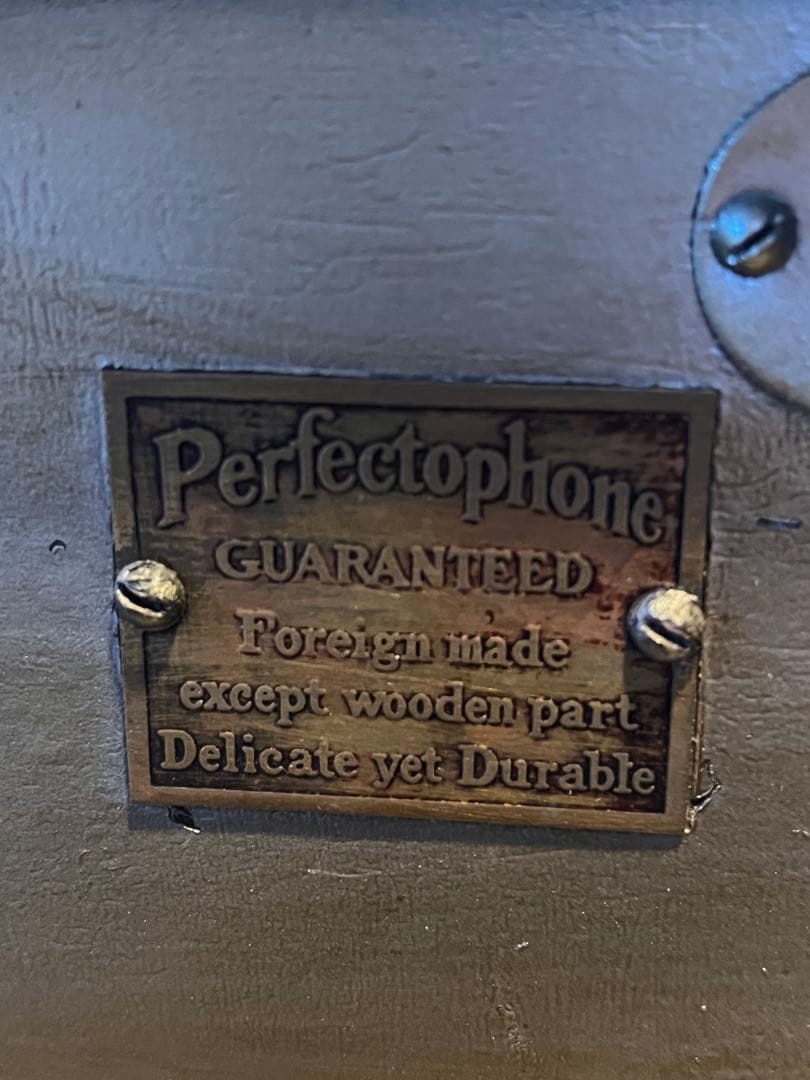 Perfectophone
GUARANTEED
Foreign made
except wooden part
Delicate yet Durable